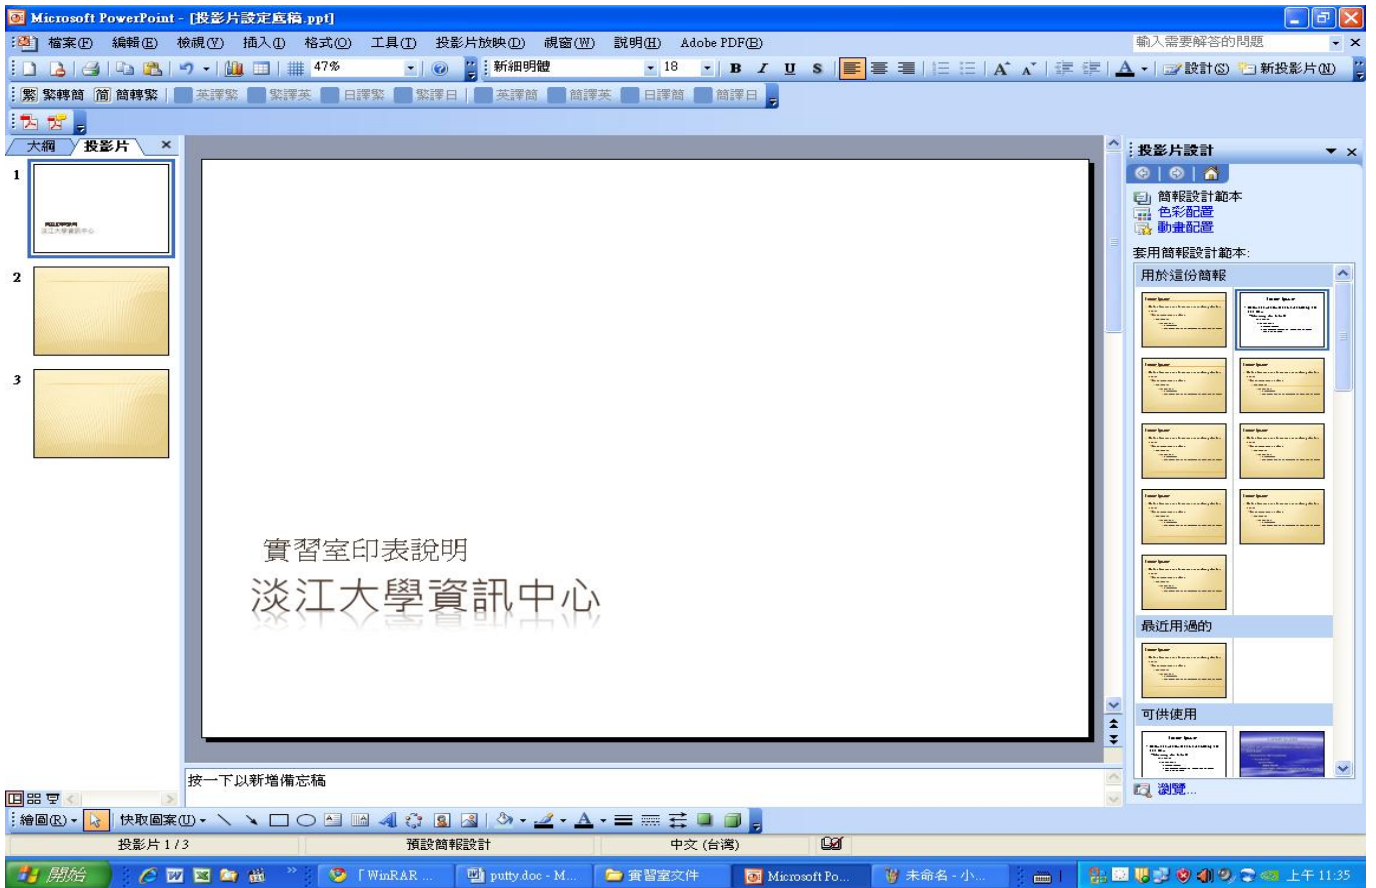 Microsoft PowerPoint - [投影片設定底稿.ppt]
檔案(F) 編輯(E) 檢視(V) 插入(I) 格式(O) 工具(T) 投影片放映(D) 視窗(W) 說明(H) Adobe PDF(B) 輸入需要解答的問題
47% 新細明體 18 B I U S A A A 設計(S) 新投影片(N)
繁 繁轉簡 簡 簡轉繁 英譯繁 繁譯英 日譯繁 繁譯日 英譯簡 簡譯英 日譯簡 簡譯日
大綱 投影片
1
2
3
實習室印表說明
淡江大學資訊中心
按一下以新增備忘稿
投影片設計
簡報設計範本
色彩配置
動畫配置
套用簡報設計範本:
用於這份簡報
最近用過的
可供使用
瀏覽...
繪圖(R) 快取圖案(U)
投影片 1 / 3 預設簡報設計 中文 (台灣)
開始 「WinRAR ... putty.doc - M... 實習室文件 Microsoft Po... 未命名 - 小... 上午 11:35